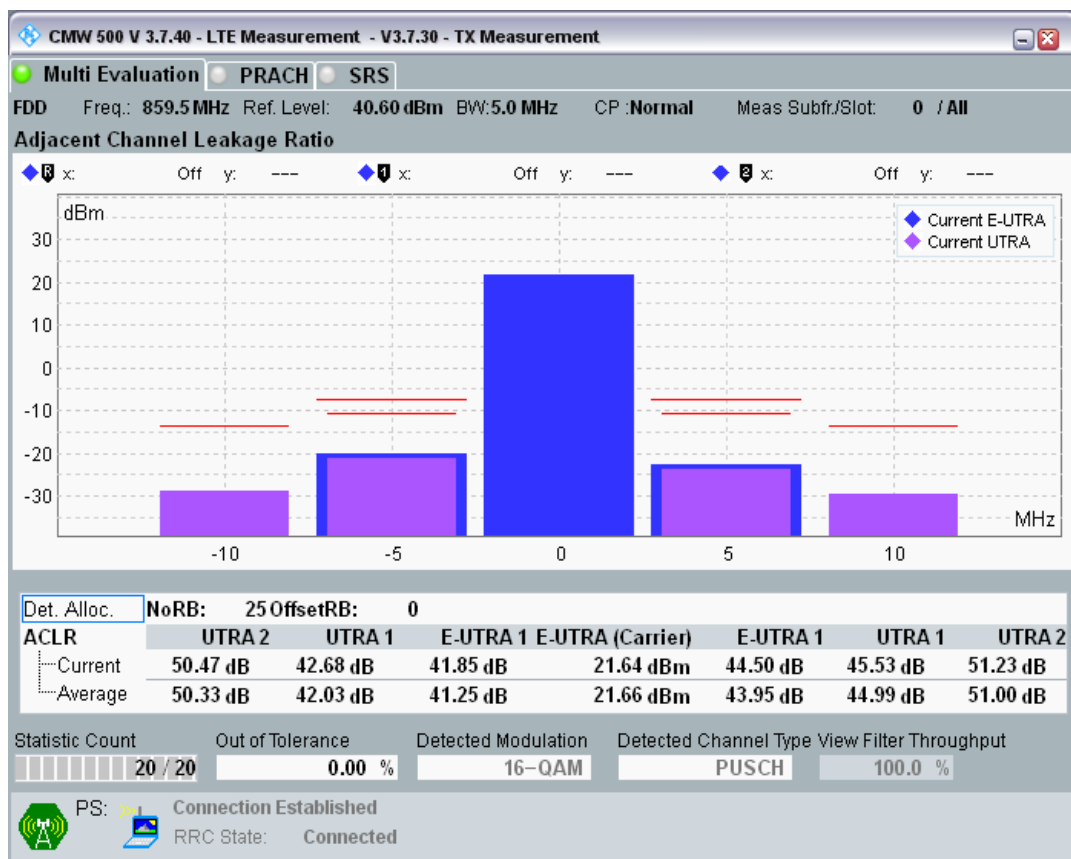 CMW 500 V 3.7.40 - LTE Measurement - V3.7.30 - TX Measurement
Multi Evaluation PRACH SRS
FDD Freq.: 859.5 MHz Ref. Level: 40.60 dBm BW:5.0 MHz CP :Normal Meas Subfr./Slot: 0 / All
Adjacent Channel Leakage Ratio
R x: Off y: --- 1 x: Off y: --- 2 x: Off y: ---
dBm
Current E-UTRA
Current UTRA
30
20
10
0
-10
-20
-30
MHz
-10 -5 0 5 10
Det. Alloc. NoRB: 25 OffsetRB: 0
ACLR UTRA 2 UTRA 1 E-UTRA 1 E-UTRA (Carrier) E-UTRA 1 UTRA 1 UTRA 2
Current 50.47 dB 42.68 dB 41.85 dB 21.64 dBm 44.50 dB 45.53 dB 51.23 dB
Average 50.33 dB 42.03 dB 41.25 dB 21.66 dBm 43.95 dB 44.99 dB 51.00 dB
Statistic Count Out of Tolerance Detected Modulation Detected Channel Type View Filter Throughput
20 / 20 0.00 % 16-QAM PUSCH 100.0 %
PS: Connection Established
RRC State: Connected